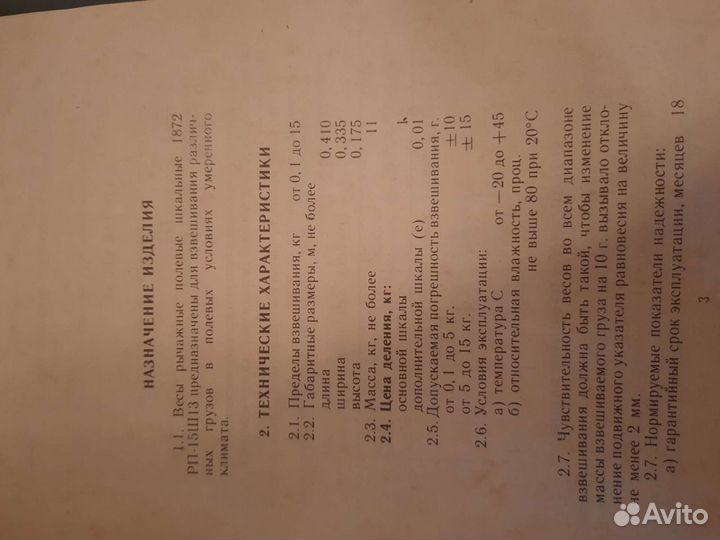 НАЗНАЧЕНИЕ ИЗДЕЛИЯ
1.1. Весы рычажные полевые шкальные 1872
РП-15Ш13 предназначены для взвешивания различ-
ных грузов в полевых условиях умеренного
климата.
2. ТЕХНИЧЕСКИЕ ХАРАКТЕРИСТИКИ
2.1. Пределы взвешивания, кг от 0,1 до 15
2.2. Габаритные размеры, м, не более
длина 0,410
ширина 0,335
высота 0,175
2.3. Масса, кг, не более 11
2.4. Цена деления, кг:
основной шкалы
дополнительной шкалы (е) 0,01
2.5. Допускаемая погрешность взвешивания, г.
от 0,1 до 5 кг. ±10
от 5 до 15 кг. ±15
2.6. Условия эксплуатации:
а) температура С от —20 до +45
б) относительная влажность, проц.
не выше 80 при 20°С
2.7. Чувствительность весов во всем диапазоне
взвешивания должна быть такой, чтобы изменение
массы взвешиваемого груза на 10 г. вызывало откло-
нение подвижного указателя равновесия на величину
не менее 2 мм.
2.7. Нормируемые показатели надежности:
а) гарантийный срок эксплуатации, месяцев 18
3
Avito